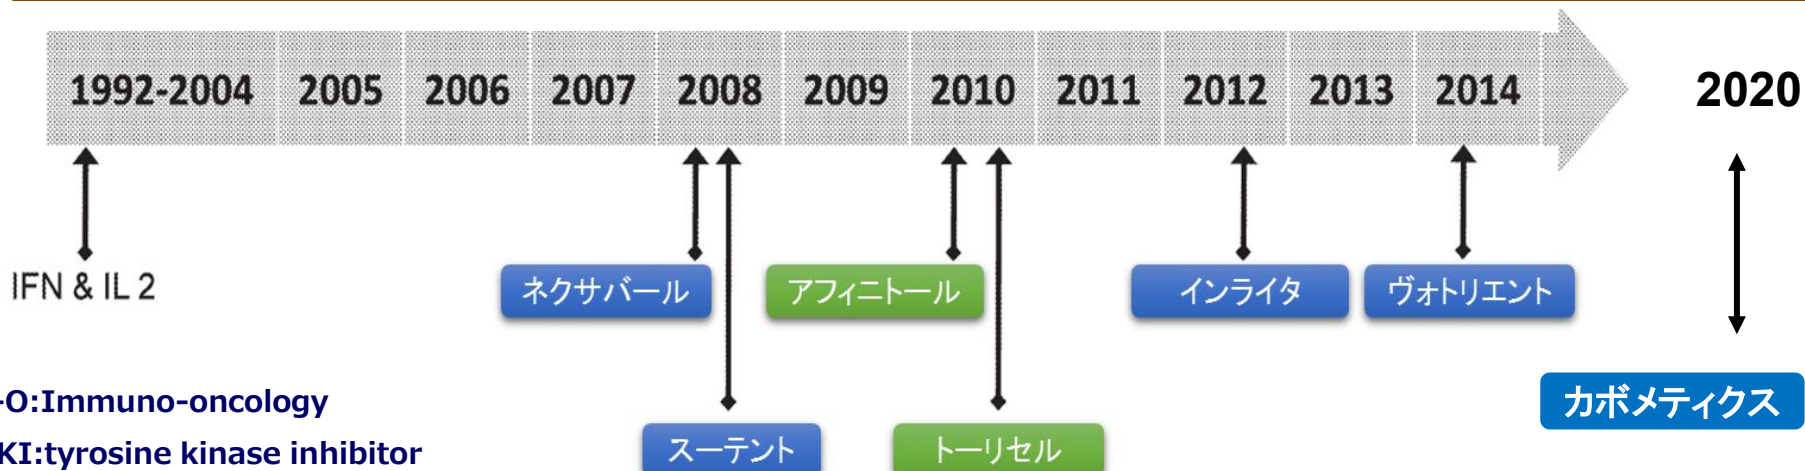 1992-2004 2005 2006 2007 2008 2009 2010 2011 2012 2013 2014 2020
IFN & IL 2
ネクサバール アフィニトール インライタ ヴォトリエント
-O:Immuno-oncology
カボメティクス
KI:tyrosine kinase inhibitor
スーテント トーリセル